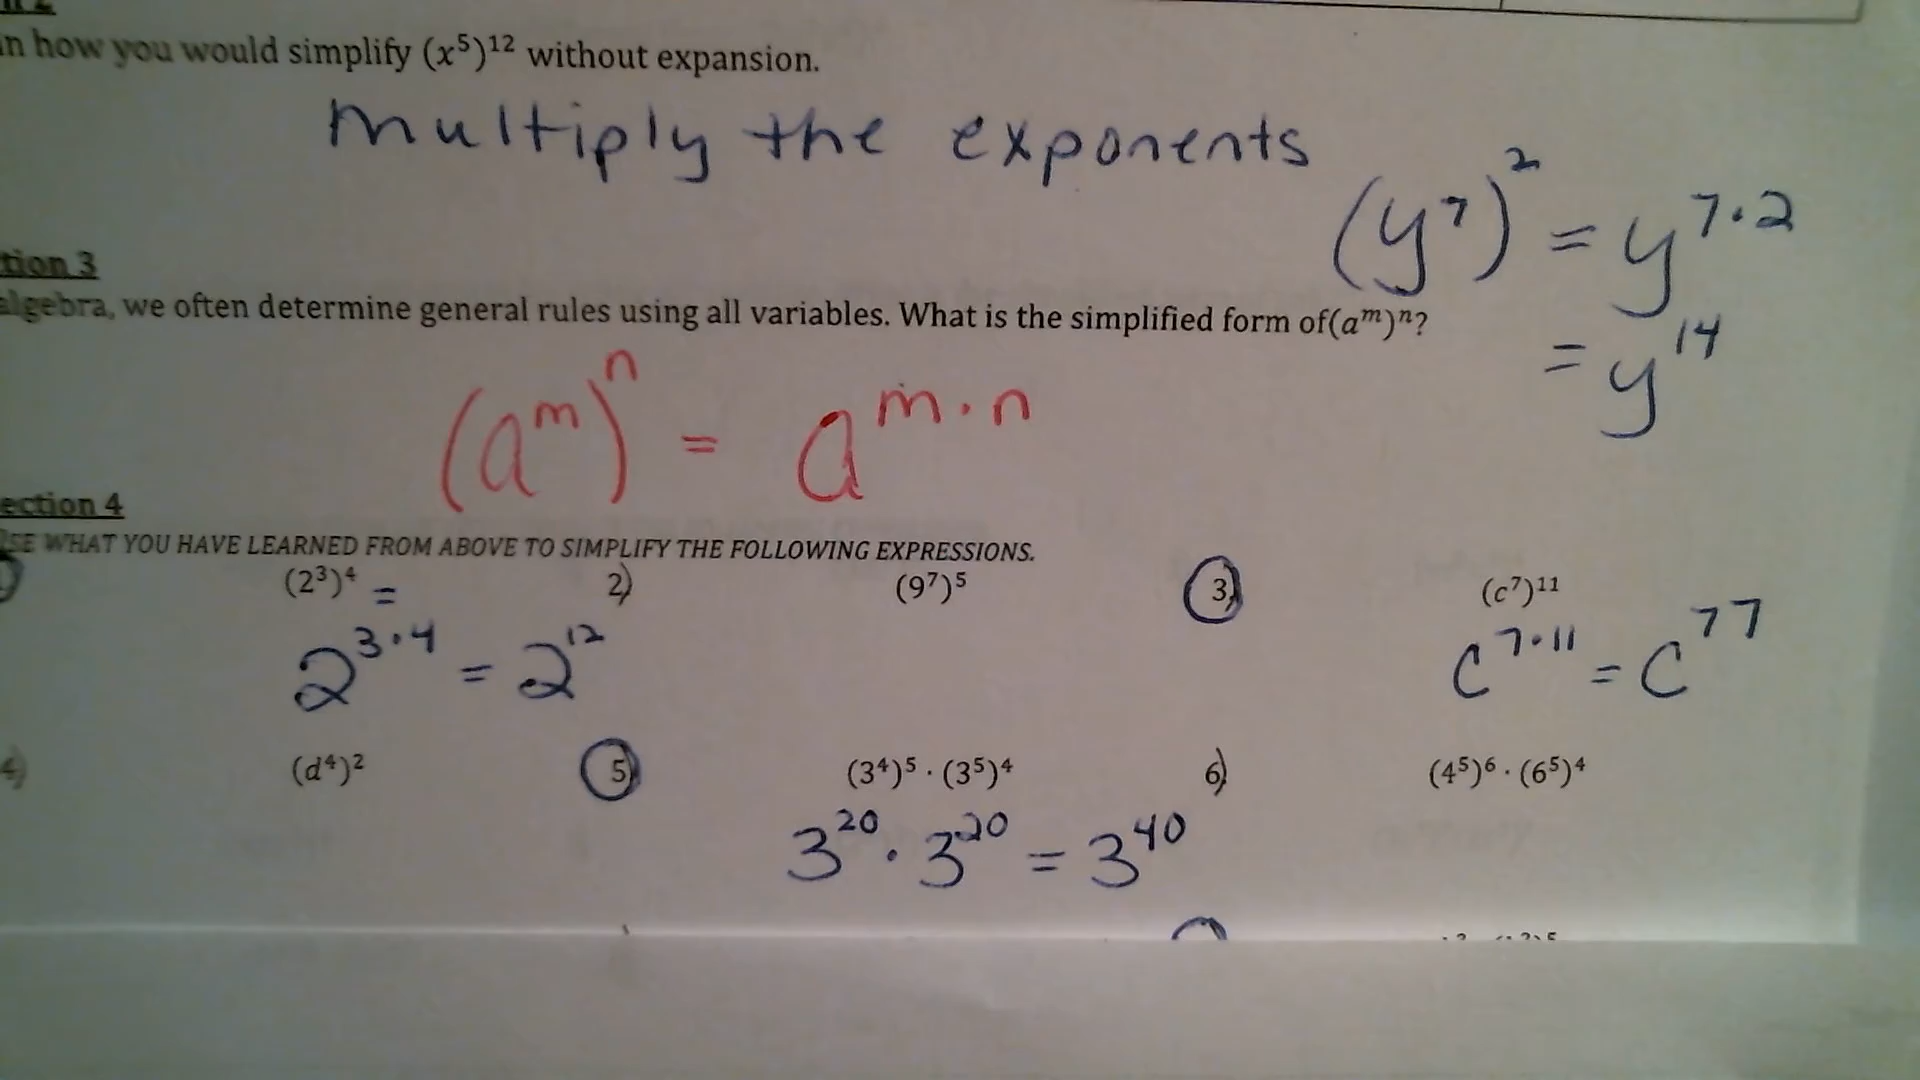 n how you would simplify (x⁵)¹² without expansion.
multiply the exponents
(y⁷)² = y⁷·²
= y¹⁴
tion 3
algebra, we often determine general rules using all variables. What is the simplified form of(aᵐ)ⁿ?
(aᵐ)ⁿ = aᵐ·ⁿ
ection 4
SE WHAT YOU HAVE LEARNED FROM ABOVE TO SIMPLIFY THE FOLLOWING EXPRESSIONS.
(2³)⁴ = 2) (9⁷)⁵ 3) (c⁷)¹¹
2³·⁴ = 2¹² c⁷·¹¹ = c⁷⁷
4) (d⁴)² 5) (3⁴)⁵ · (3⁵)⁴ 6) (4⁵)⁶ · (6⁵)⁴
3²⁰ · 3²⁰ = 3⁴⁰